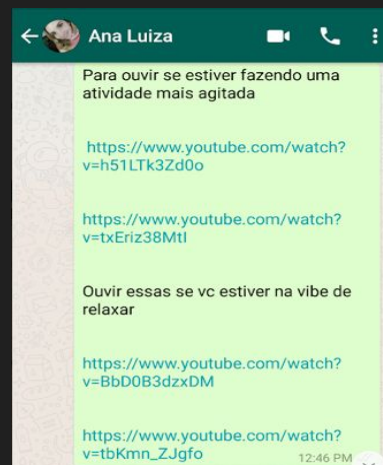 Ana Luiza
Para ouvir se estiver fazendo uma
atividade mais agitada
https://www.youtube.com/watch?
v=h51LTk3Zd0o
https://www.youtube.com/watch?
v=txEriz38MtI
Ouvir essas se vc estiver na vibe de
relaxar
https://www.youtube.com/watch?
v=BbD0B3dzxDM
https://www.youtube.com/watch?
v=tbKmn_ZJgfo
12:46 PM